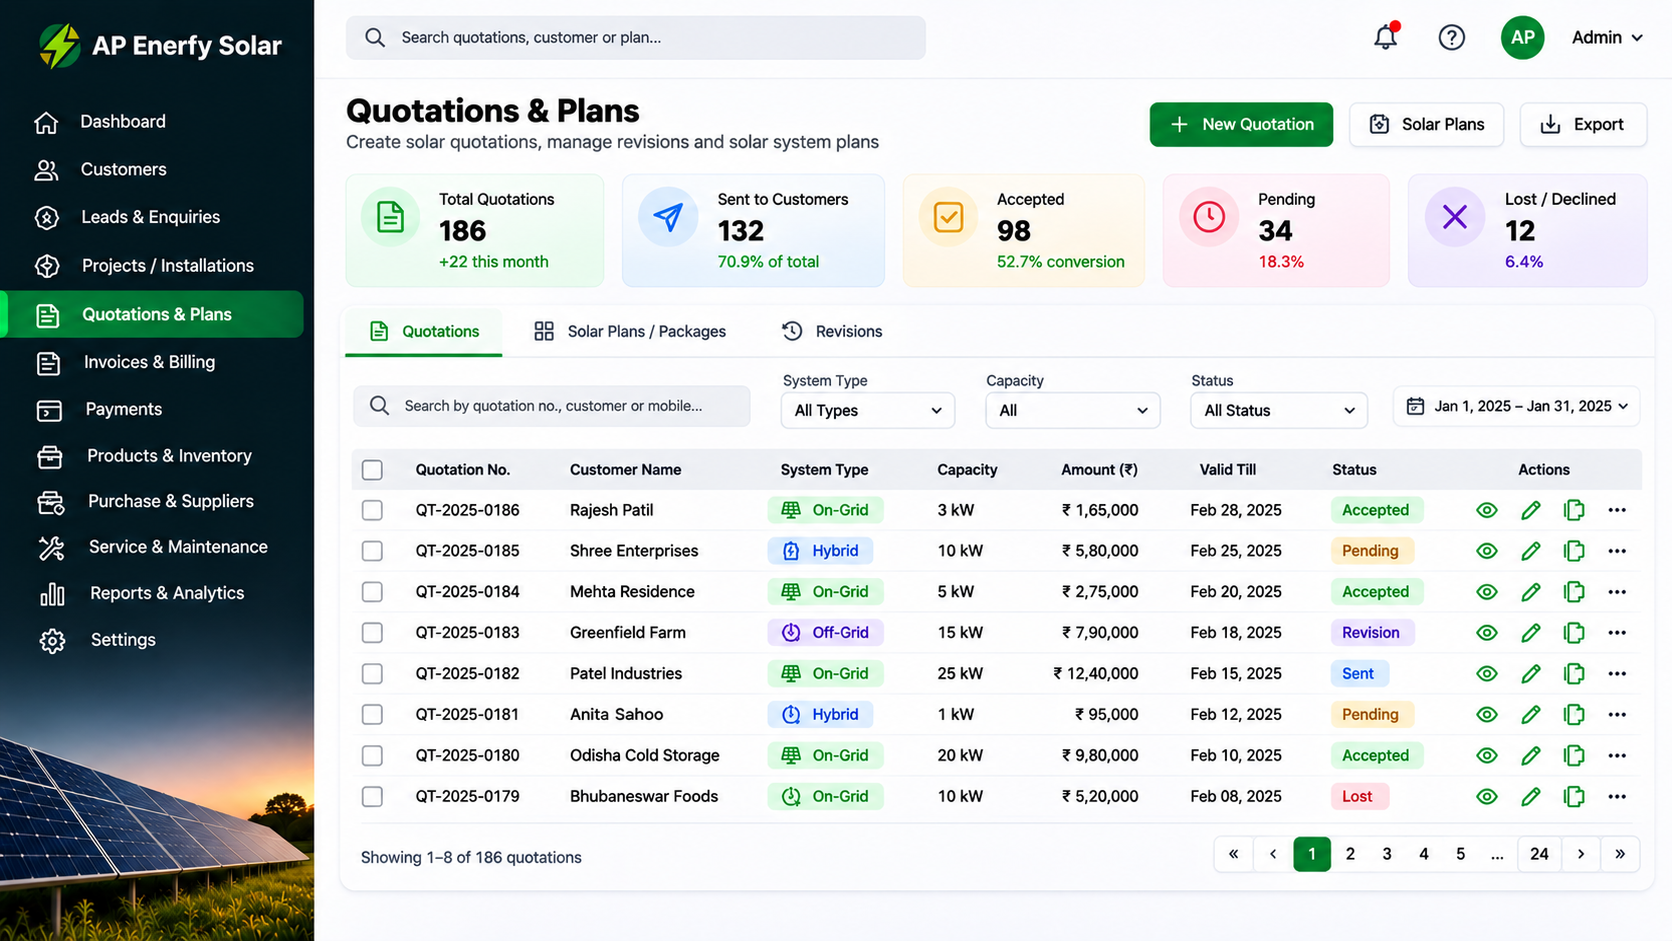 AP Enerfy Solar
Dashboard
Customers
Leads & Enquiries
Projects / Installations
Quotations & Plans
Invoices & Billing
Payments
Products & Inventory
Purchase & Suppliers
Service & Maintenance
Reports & Analytics
Settings
Search quotations, customer or plan...
AP Admin
Quotations & Plans
Create solar quotations, manage revisions and solar system plans
+ New Quotation Solar Plans Export
Total Quotations
186
+22 this month
Sent to Customers
132
70.9% of total
Accepted
98
52.7% conversion
Pending
34
18.3%
Lost / Declined
12
6.4%
Quotations Solar Plans / Packages Revisions
Search by quotation no., customer or mobile...
System Type
All Types
Capacity
All
Status
All Status
Jan 1, 2025 – Jan 31, 2025
Quotation No. Customer Name System Type Capacity Amount (₹) Valid Till Status Actions
QT-2025-0186 Rajesh Patil On-Grid 3 kW ₹ 1,65,000 Feb 28, 2025 Accepted
QT-2025-0185 Shree Enterprises Hybrid 10 kW ₹ 5,80,000 Feb 25, 2025 Pending
QT-2025-0184 Mehta Residence On-Grid 5 kW ₹ 2,75,000 Feb 20, 2025 Accepted
QT-2025-0183 Greenfield Farm Off-Grid 15 kW ₹ 7,90,000 Feb 18, 2025 Revision
QT-2025-0182 Patel Industries On-Grid 25 kW ₹ 12,40,000 Feb 15, 2025 Sent
QT-2025-0181 Anita Sahoo Hybrid 1 kW ₹ 95,000 Feb 12, 2025 Pending
QT-2025-0180 Odisha Cold Storage On-Grid 20 kW ₹ 9,80,000 Feb 10, 2025 Accepted
QT-2025-0179 Bhubaneswar Foods On-Grid 10 kW ₹ 5,20,000 Feb 08, 2025 Lost
Showing 1–8 of 186 quotations
« ‹ 1 2 3 4 5 ... 24 › »